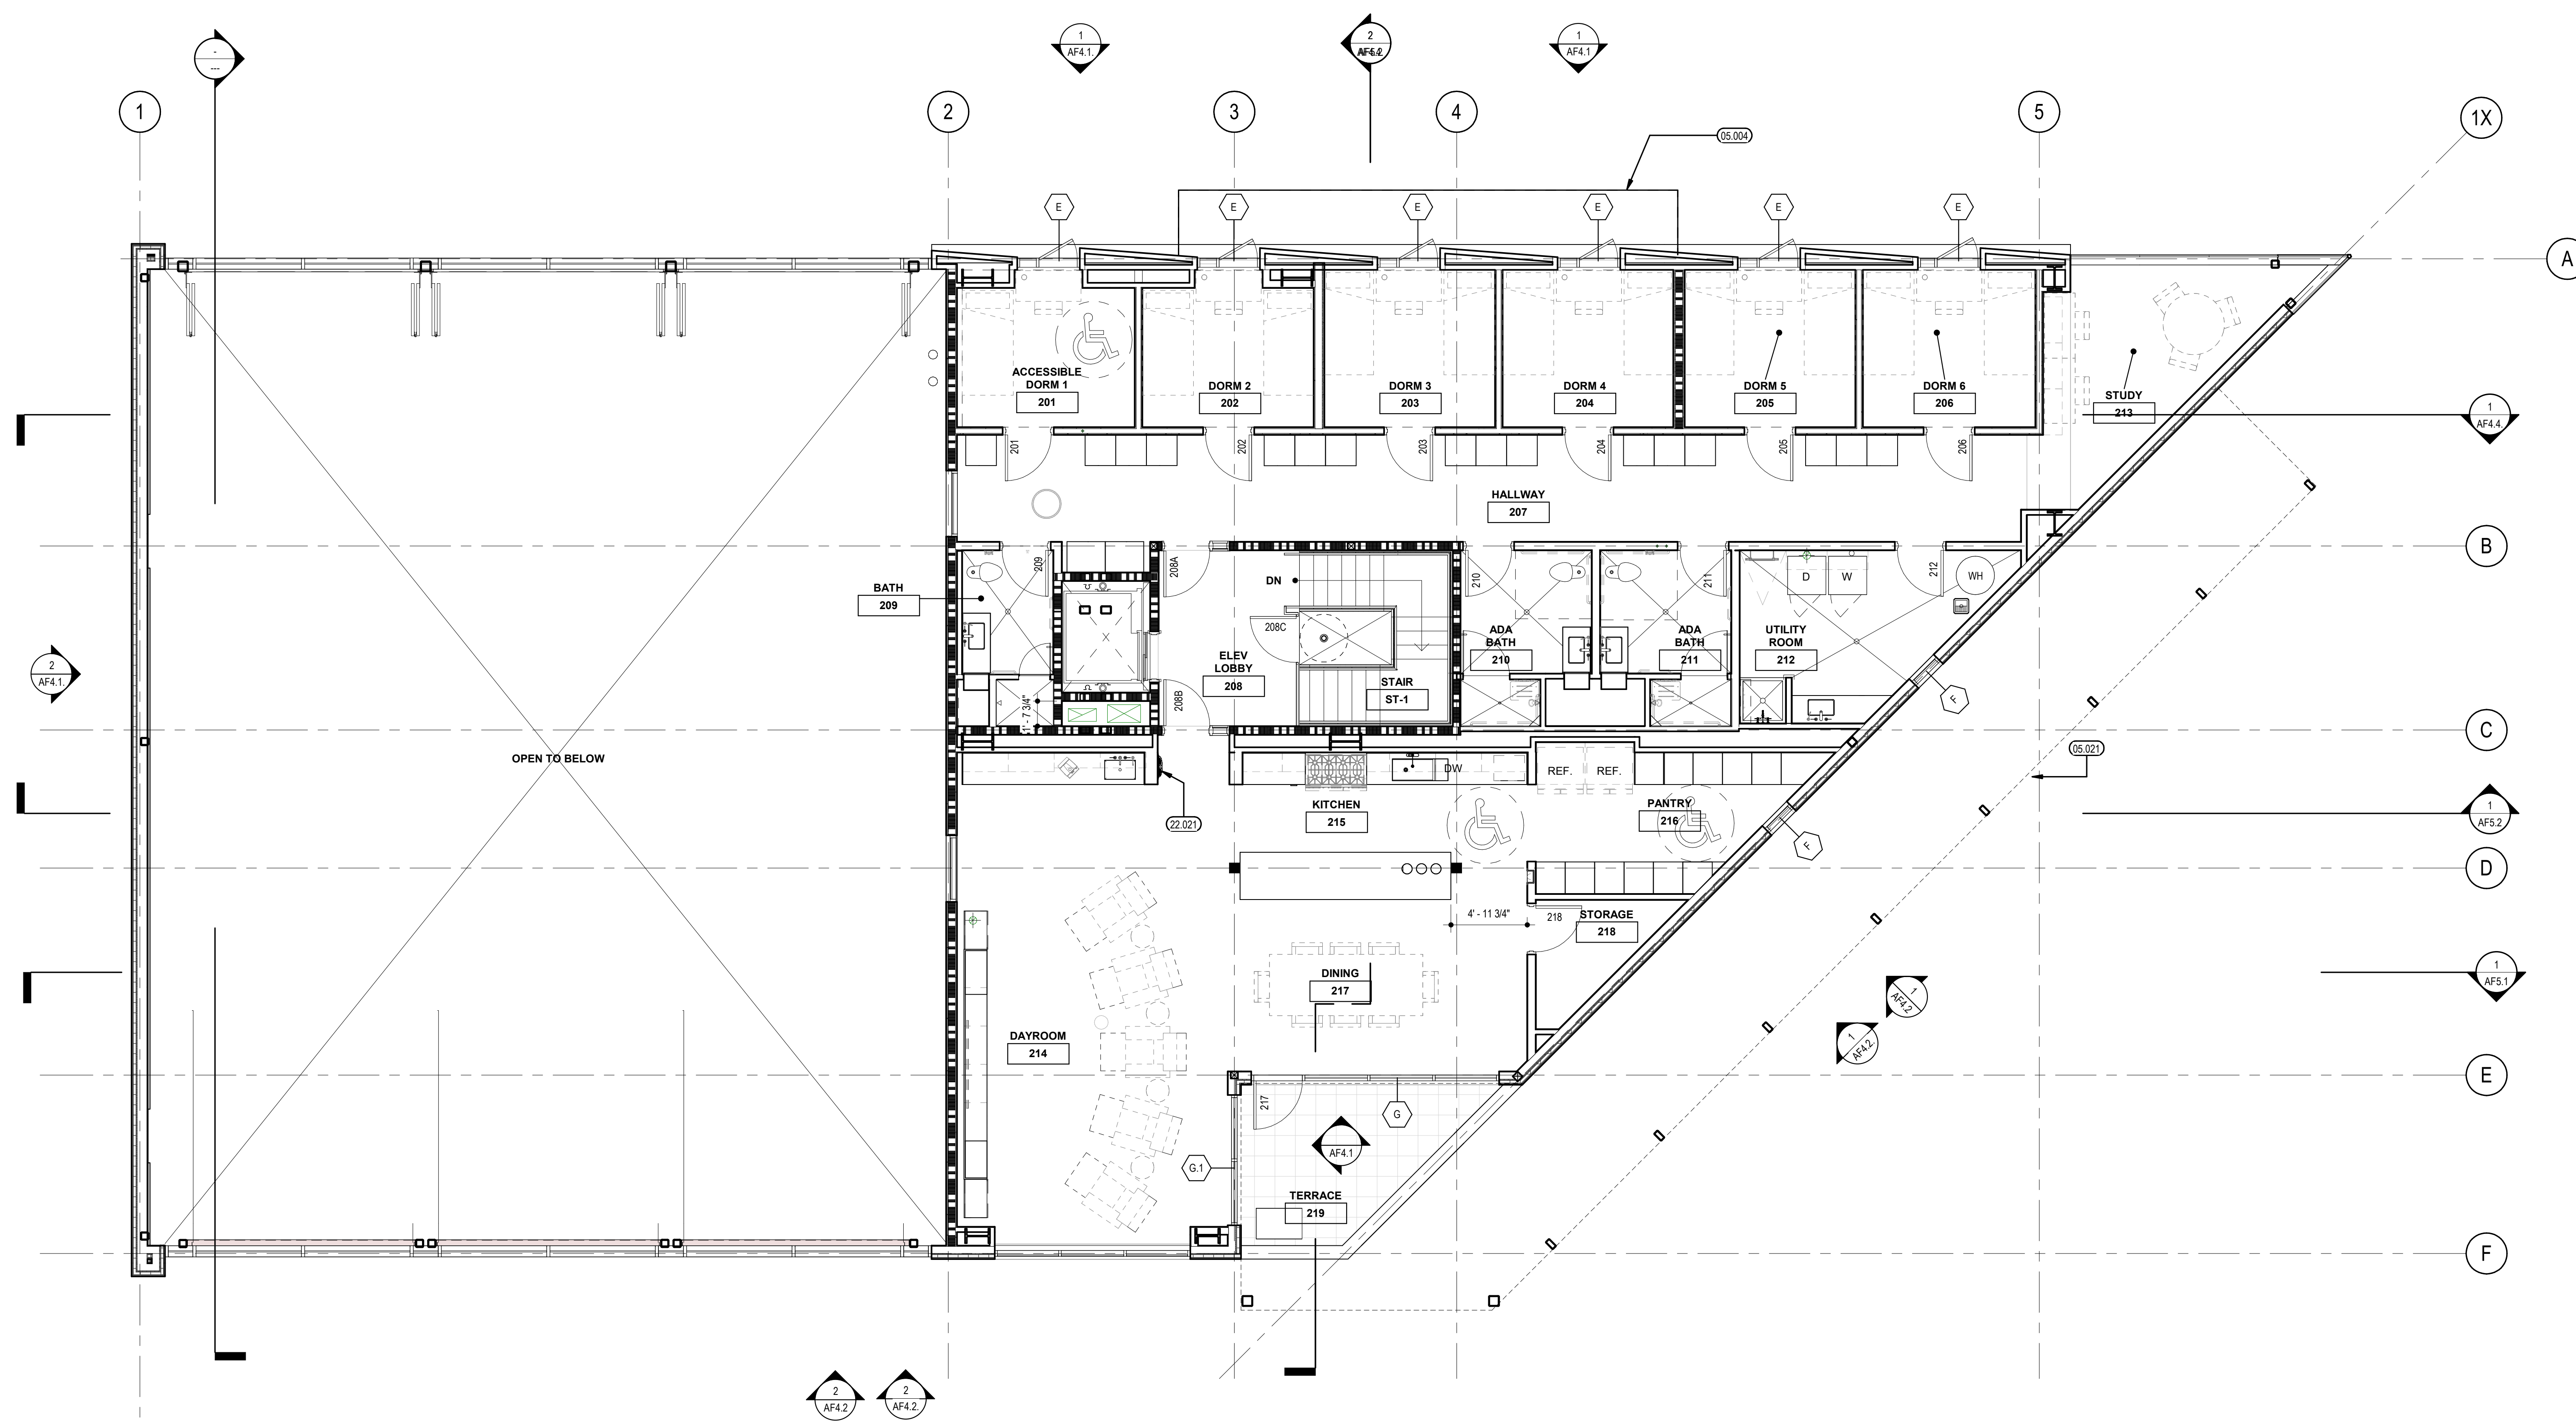 -
---
1
AF4.1.
2
1
AF4.1
1
2
3
4
5
1X
05.004
E
E
E
E
E
E
A
ACCESSIBLE
DORM 1
201
DORM 2
202
DORM 3
203
DORM 4
204
DORM 5
205
DORM 6
206
STUDY
213
1
AF4.4.
201
202
203
204
205
206
HALLWAY
207
B
209
208A
DN
210
211
D
W
212
WH
BATH
209
208C
ELEV
LOBBY
208
ADA
BATH
210
ADA
BATH
211
UTILITY
ROOM
212
2
AF4.1.
STAIR
ST-1
208B
1' - 7 3/4"
F
C
05.021
OPEN TO BELOW
DW
REF.
REF.
KITCHEN
215
PANTRY
216
22.021
1
AF5.2
F
D
4' - 11 3/4"
218
STORAGE
218
DINING
217
1
AF5.1
1
AF4.2
1
AF4.2.
DAYROOM
214
E
217
G
AF4.1
G.1
TERRACE
219
F
2
AF4.2
2
AF4.2.